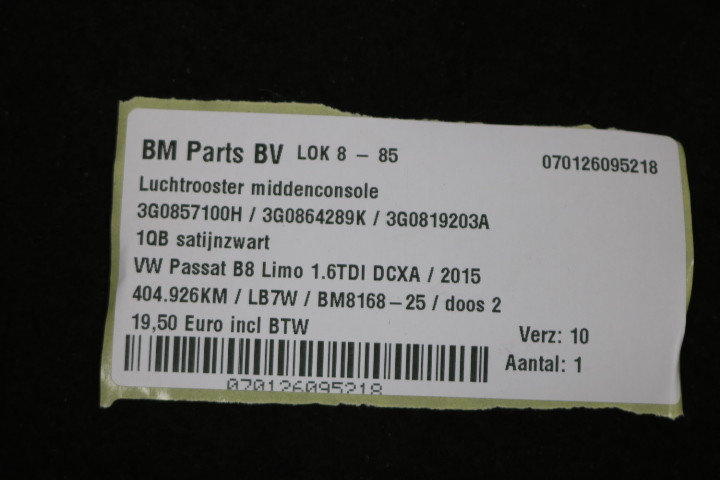 BM Parts BV LOK 8 - 85 070126095218
Luchtrooster middenconsole
3G0857100H / 3G0864289K / 3G0819203A
1QB satijnzwart
VW Passat B8 Limo 1.6TDI DCXA / 2015
404.926KM / LB7W / BM8168-25 / doos 2
19,50 Euro incl BTW
Verz: 10
Aantal: 1
070126095218